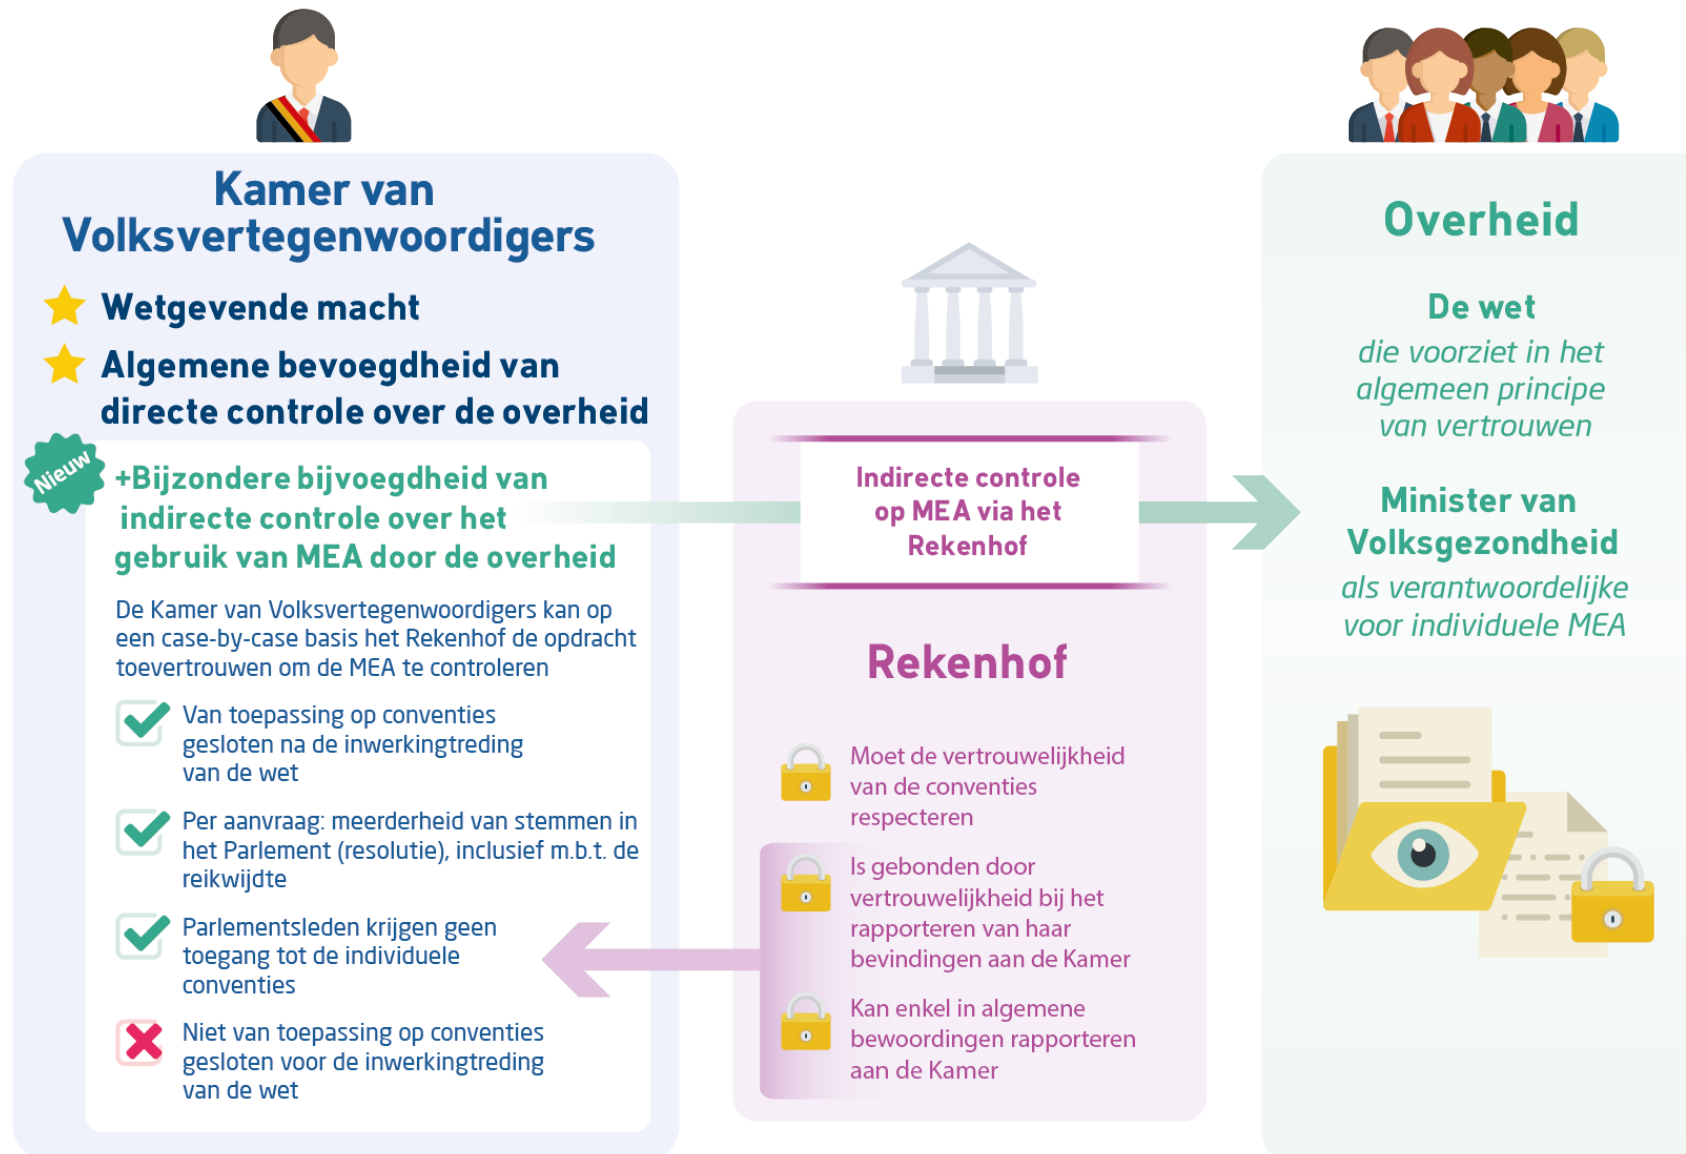 Kamer van
Volksvertegenwoordigers
Wetgevende macht
Algemene bevoegdheid van
directe controle over de overheid
Nieuw
+Bijzondere bijvoegdheid van
indirecte controle over het
gebruik van MEA door de overheid
De Kamer van Volksvertegenwoordigers kan op
een case-by-case basis het Rekenhof de opdracht
toevertrouwen om de MEA te controleren
Van toepassing op conventies
gesloten na de inwerkingtreding
van de wet
Per aanvraag: meerderheid van stemmen in
het Parlement (resolutie), inclusief m.b.t. de
reikwijdte
Parlementsleden krijgen geen
toegang tot de individuele
conventies
Niet van toepassing op conventies
gesloten voor de inwerkingtreding
van de wet
Indirecte controle
op MEA via het
Rekenhof
Rekenhof
Moet de vertrouwelijkheid
van de conventies
respecteren
Is gebonden door
vertrouwelijkheid bij het
rapporteren van haar
bevindingen aan de Kamer
Kan enkel in algemene
bewoordingen rapporteren
aan de Kamer
Overheid
De wet
die voorziet in het
algemeen principe
van vertrouwen
Minister van
Volksgezondheid
als verantwoordelijke
voor individuele MEA